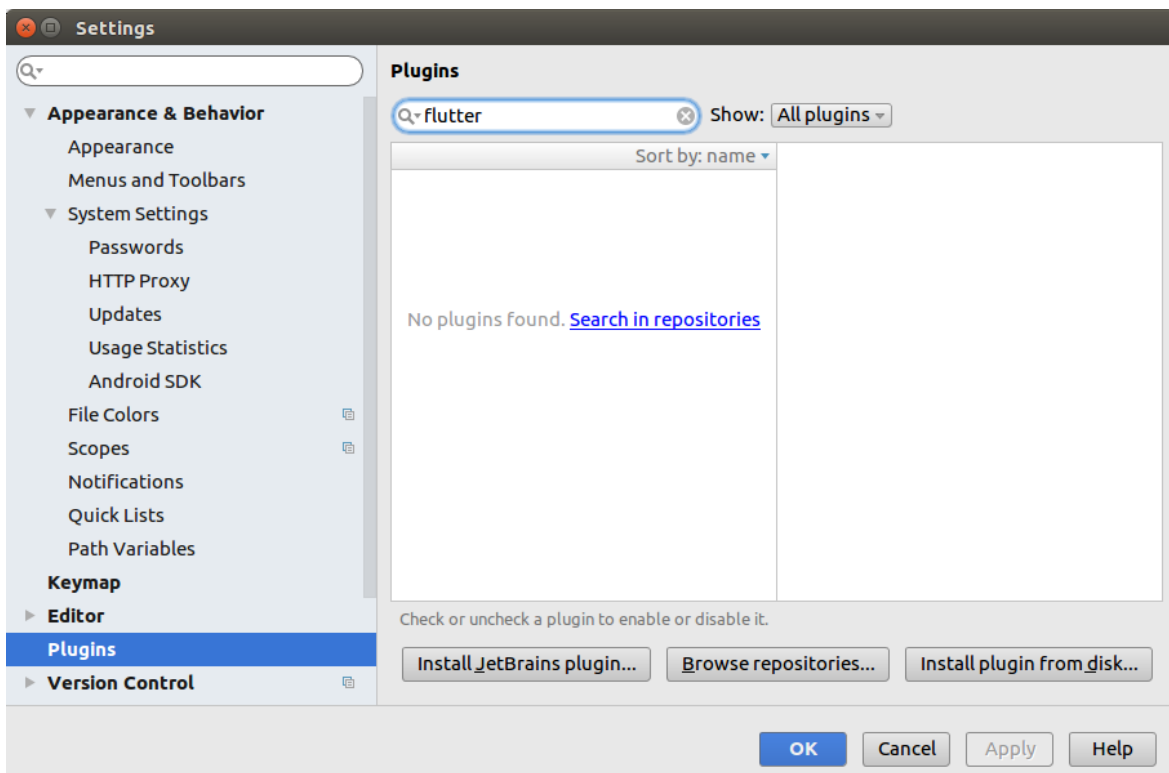 Settings
Appearance & Behavior
Appearance
Menus and Toolbars
System Settings
Passwords
HTTP Proxy
Updates
Usage Statistics
Android SDK
File Colors
Scopes
Notifications
Quick Lists
Path Variables
Keymap
Editor
Plugins
Version Control
Plugins
flutter
Show: All plugins
Sort by: name
No plugins found. Search in repositories
Check or uncheck a plugin to enable or disable it.
Install JetBrains plugin... Browse repositories... Install plugin from disk...
OK Cancel Apply Help